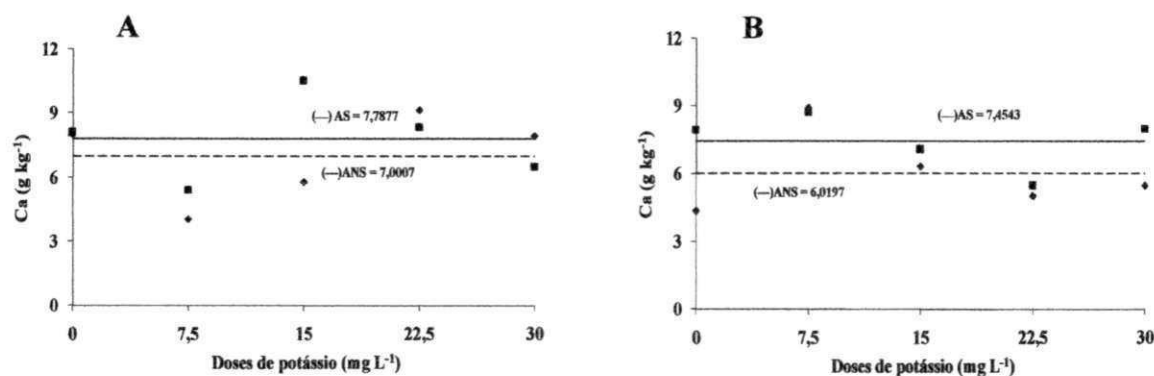 A
12
9
6
3
0
Ca (g kg⁻¹)
(—) AS = 7,7877
(---)ANS = 7,0007
0 7,5 15 22,5 30
Doses de potássio (mg L⁻¹)
B
12
9
6
3
0
Ca (g kg⁻¹)
(—)AS = 7,4543
(---)ANS = 6,0197
0 7,5 15 22,5 30
Doses de potássio (mg L⁻¹)